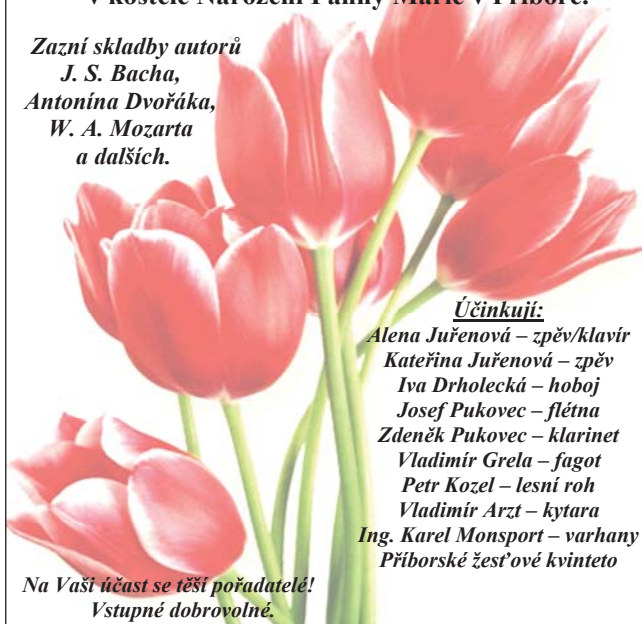 v kostele Narození Panny Marie v Příboře.
Zazní skladby autorů
J. S. Bacha,
Antonína Dvořáka,
W. A. Mozarta
a dalších.
Účinkují:
Alena Juřenová – zpěv/klavír
Kateřina Juřenová – zpěv
Iva Drholecká – hoboj
Josef Pukovec – flétna
Zdeněk Pukovec – klarinet
Vladimír Grela – fagot
Petr Kozel – lesní roh
Vladimír Arzt – kytara
Ing. Karel Monsport – varhany
Příborské žesťové kvinteto
Na Vaši účast se těší pořadatelé!
Vstupné dobrovolné.